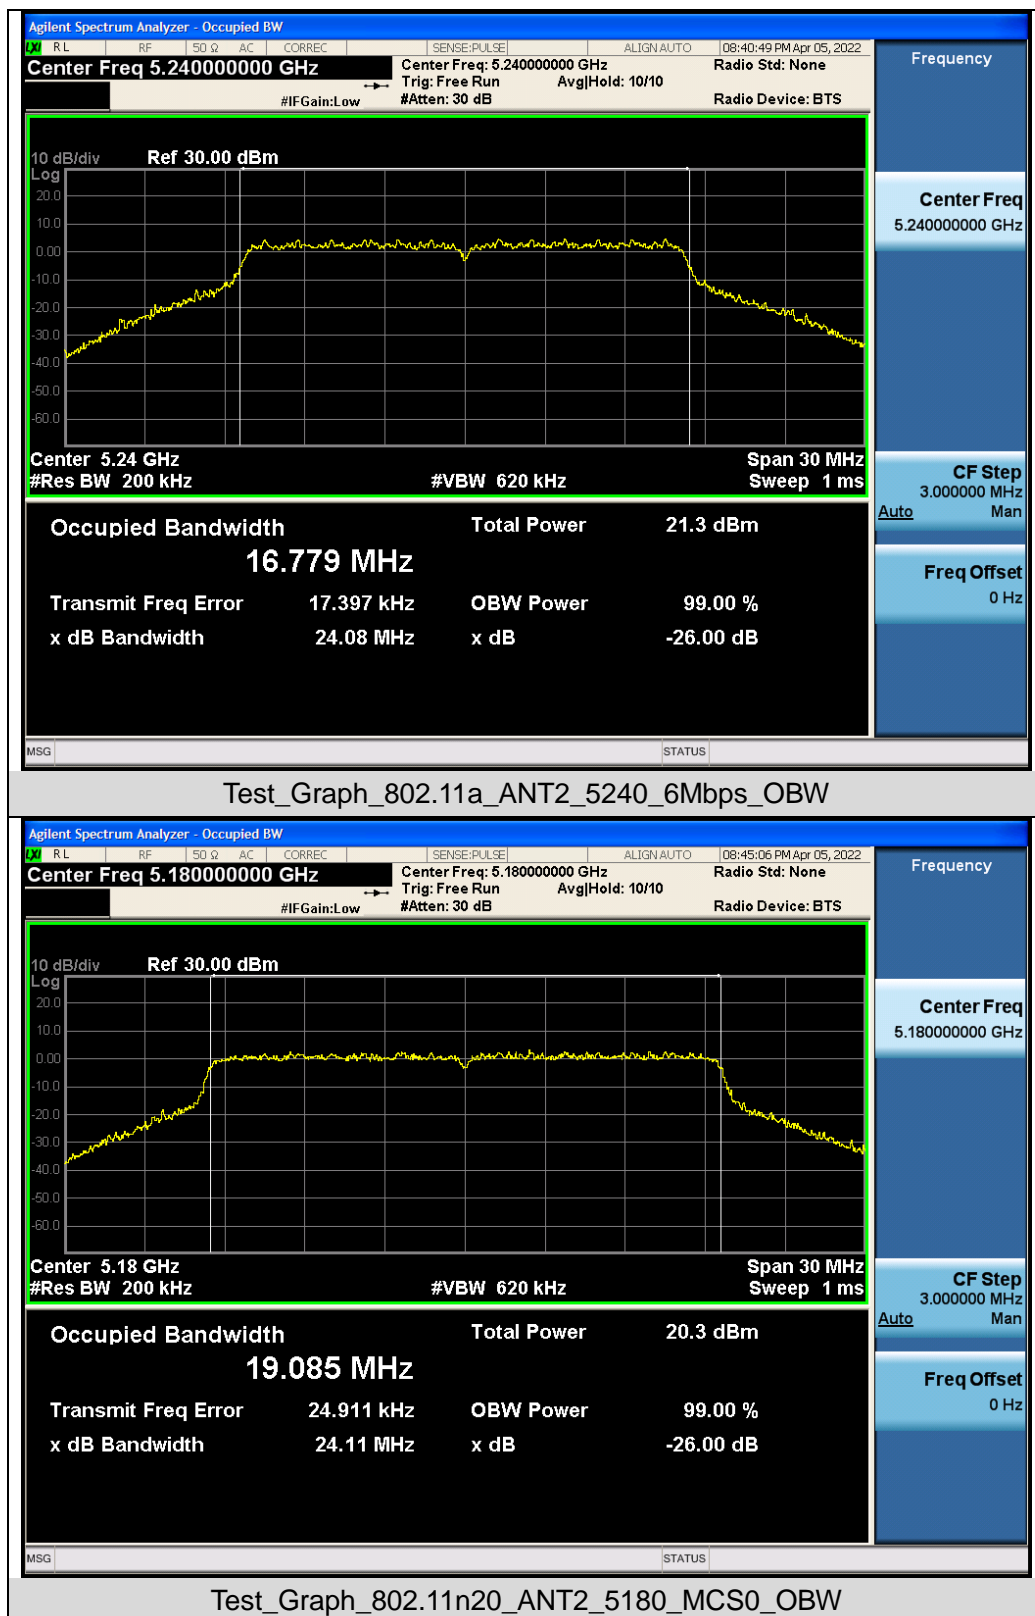 Agilent Spectrum Analyzer - Occupied BW
LXI RL RF 50 Ω AC CORREC SENSE:PULSE ALIGN AUTO 08:40:49 PM Apr 05, 2022
Center Freq 5.240000000 GHz
Center Freq: 5.240000000 GHz
Radio Std: None
Trig: Free Run Avg|Hold: 10/10
#IFGain:Low
#Atten: 30 dB
Radio Device: BTS
Frequency
10 dB/div Ref 30.00 dBm
Log
20.0
10.0
0.00
-10.0
-20.0
-30.0
-40.0
-50.0
-60.0
Center Freq
5.240000000 GHz
Center 5.24 GHz Span 30 MHz
#Res BW 200 kHz #VBW 620 kHz Sweep 1 ms
CF Step
3.000000 MHz
Auto Man
Occupied Bandwidth Total Power 21.3 dBm
16.779 MHz
Freq Offset
0 Hz
Transmit Freq Error 17.397 kHz OBW Power 99.00 %
x dB Bandwidth 24.08 MHz x dB -26.00 dB
MSG STATUS
Test_Graph_802.11a_ANT2_5240_6Mbps_OBW
Agilent Spectrum Analyzer - Occupied BW
LXI RL RF 50 Ω AC CORREC SENSE:PULSE ALIGN AUTO 08:45:06 PM Apr 05, 2022
Center Freq 5.180000000 GHz
Center Freq: 5.180000000 GHz
Radio Std: None
Trig: Free Run Avg|Hold: 10/10
#IFGain:Low
#Atten: 30 dB
Radio Device: BTS
Frequency
10 dB/div Ref 30.00 dBm
Log
20.0
10.0
0.00
-10.0
-20.0
-30.0
-40.0
-50.0
-60.0
Center Freq
5.180000000 GHz
Center 5.18 GHz Span 30 MHz
#Res BW 200 kHz #VBW 620 kHz Sweep 1 ms
CF Step
3.000000 MHz
Auto Man
Occupied Bandwidth Total Power 20.3 dBm
19.085 MHz
Freq Offset
0 Hz
Transmit Freq Error 24.911 kHz OBW Power 99.00 %
x dB Bandwidth 24.11 MHz x dB -26.00 dB
MSG STATUS
Test_Graph_802.11n20_ANT2_5180_MCS0_OBW